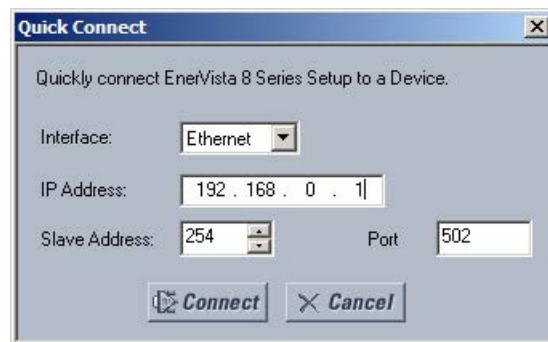 Quick Connect
Quickly connect EnerVista 8 Series Setup to a Device.
Interface: Ethernet
IP Address: 192 . 168 . 0 . 1
Slave Address: 254 Port 502
Connect Cancel